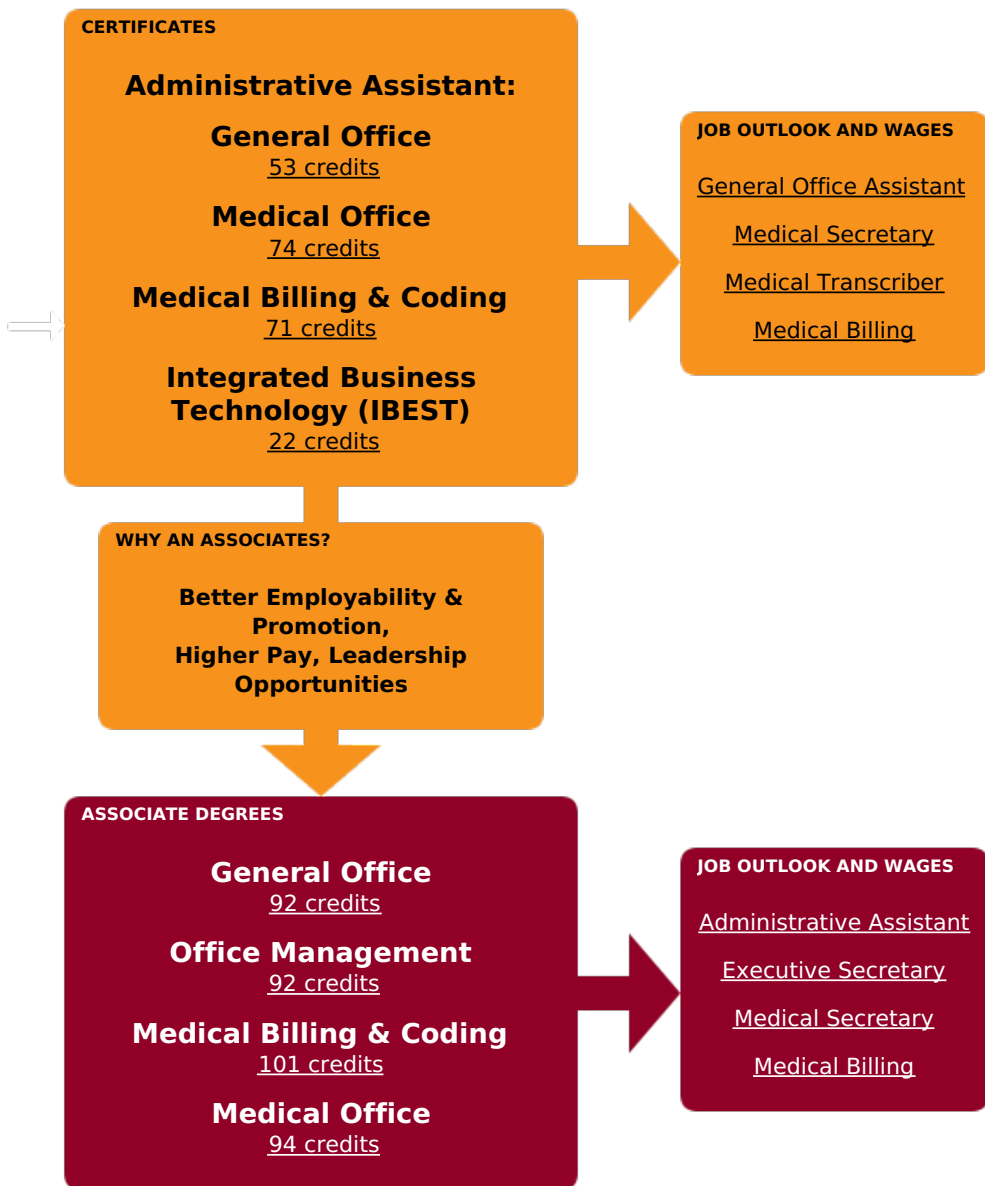 CERTIFICATES
Administrative Assistant:
General Office
53 credits
Medical Office
74 credits
Medical Billing & Coding
71 credits
Integrated Business
Technology (IBEST)
22 credits
JOB OUTLOOK AND WAGES
General Office Assistant
Medical Secretary
Medical Transcriber
Medical Billing
WHY AN ASSOCIATES?
Better Employability &
Promotion,
Higher Pay, Leadership
Opportunities
ASSOCIATE DEGREES
General Office
92 credits
Office Management
92 credits
Medical Billing & Coding
101 credits
Medical Office
94 credits
JOB OUTLOOK AND WAGES
Administrative Assistant
Executive Secretary
Medical Secretary
Medical Billing